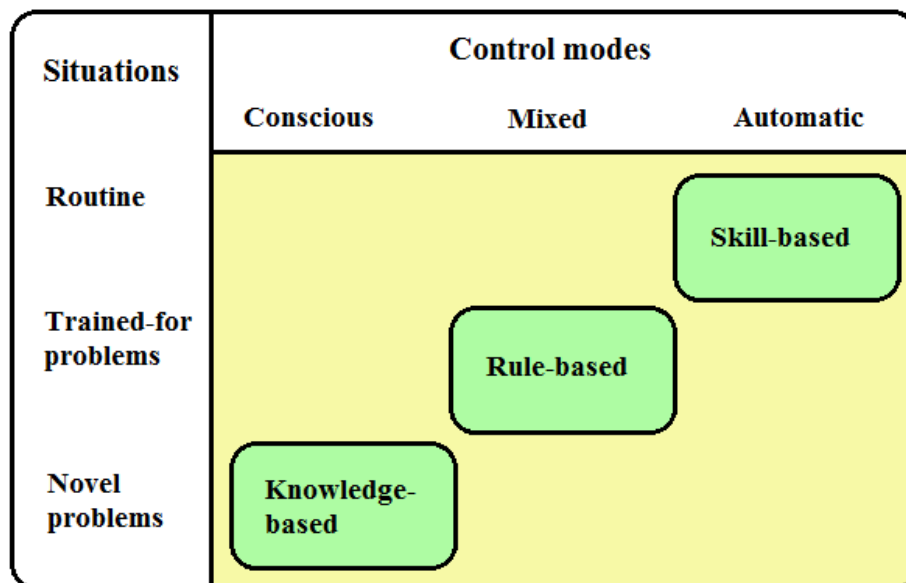 Situations
Control modes
Conscious
Mixed
Automatic
Routine
Skill-based
Trained-for
problems
Rule-based
Novel
problems
Knowledge-
based